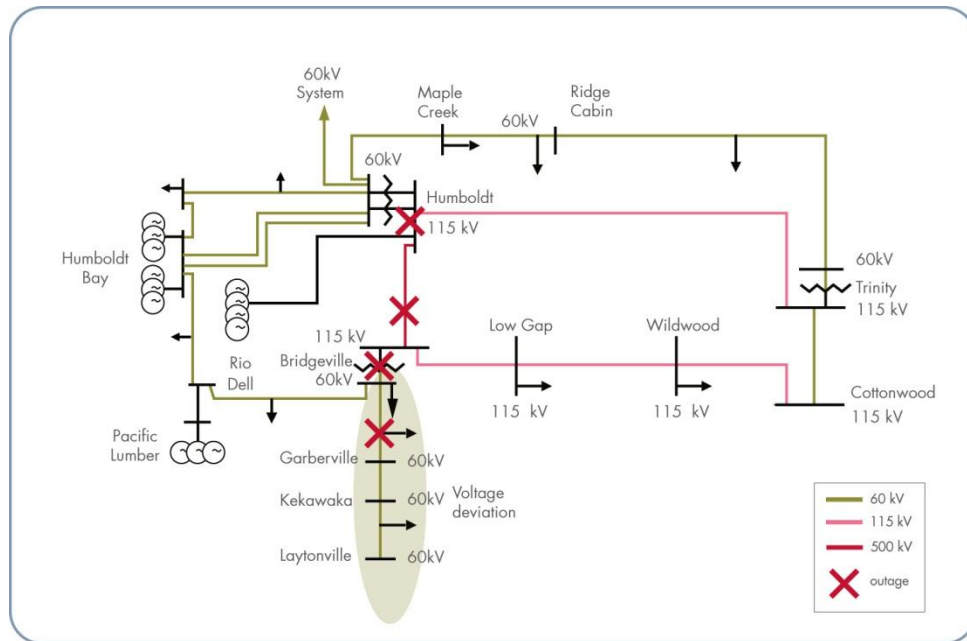 60kV
System
Maple
Creek
60kV
Ridge
Cabin
60kV
Humboldt
115 kV
Humboldt
Bay
60kV
Trinity
115 kV
115 kV
Low Gap
Wildwood
Bridgeville
60kV
Rio
Dell
115 kV
115 kV
Cottonwood
115 kV
Pacific
Lumber
Garberville
60kV
Kekawaka
60kV
Voltage
deviation
Laytonville
60kV
60 kV
115 kV
500 kV
outage